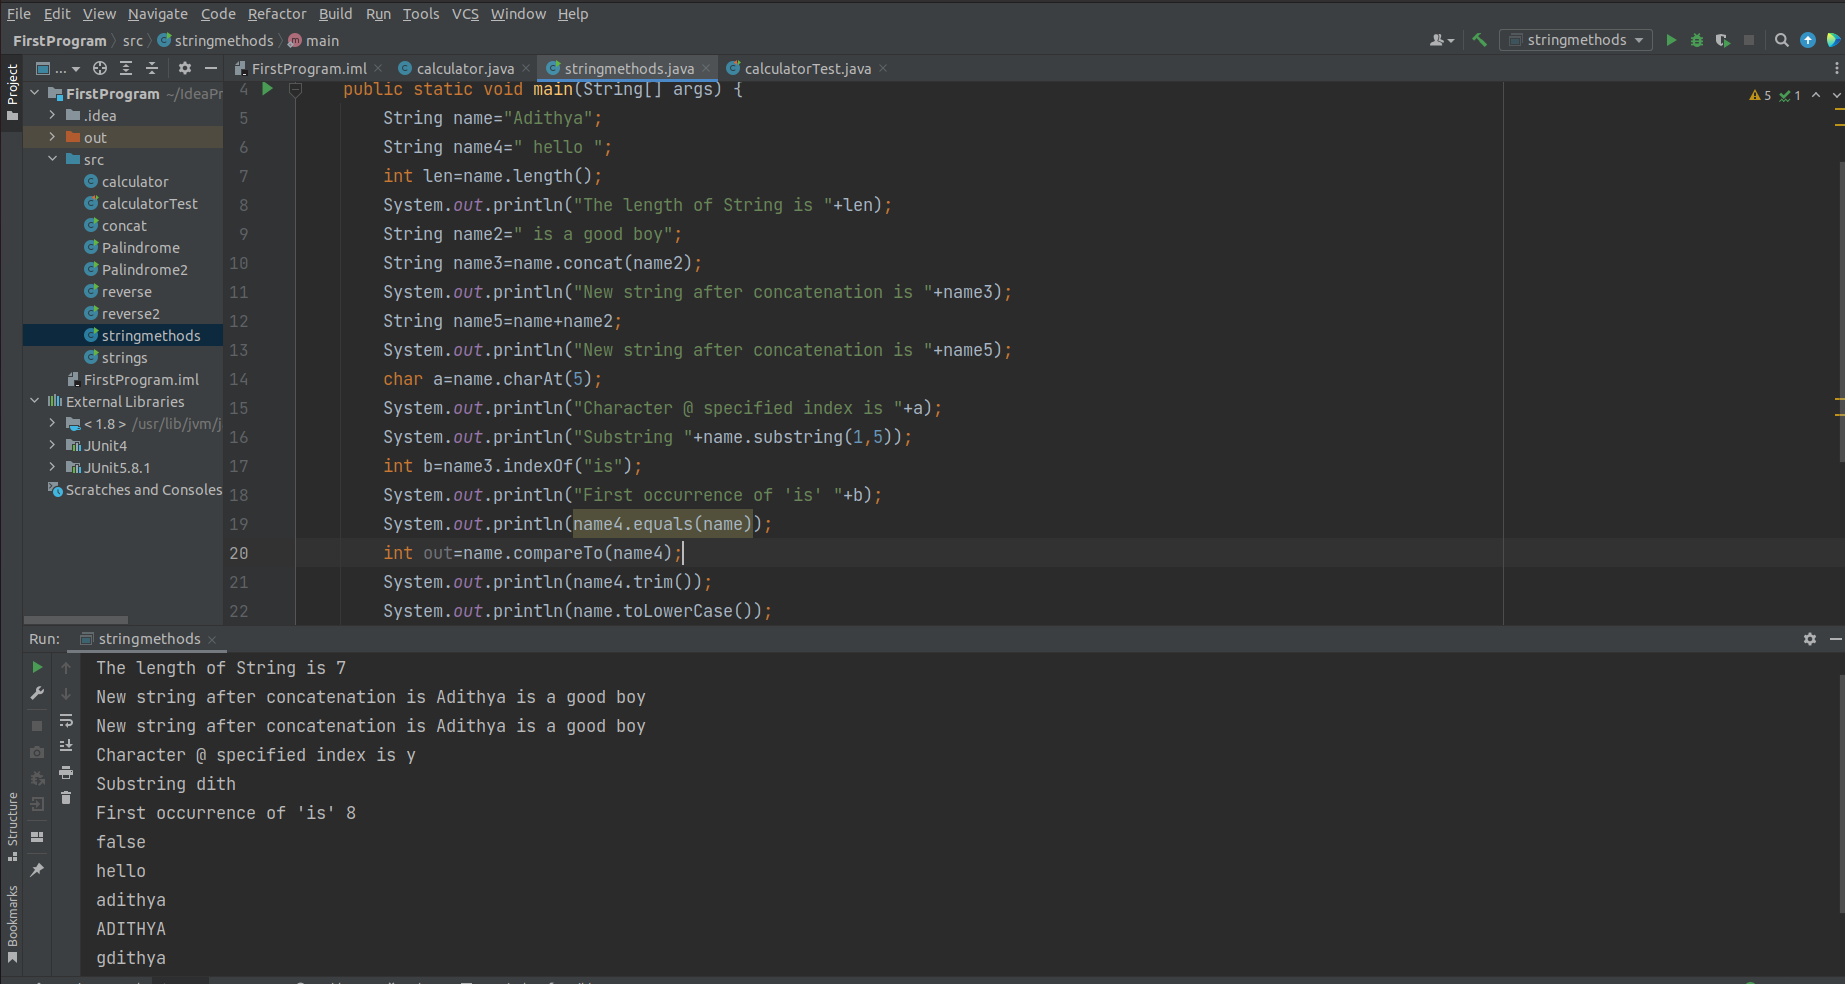 File Edit View Navigate Code Refactor Build Run Tools VCS Window Help
FirstProgram src stringmethods main
stringmethods
Project
...
FirstProgram.iml calculator.java stringmethods.java calculatorTest.java
FirstProgram ~/IdeaPr
.idea
out
src
calculator
calculatorTest
concat
Palindrome
Palindrome2
reverse
reverse2
stringmethods
strings
FirstProgram.iml
External Libraries
< 1.8 > /usr/lib/jvm/j
JUnit4
JUnit5.8.1
Scratches and Consoles
5 1
4 public static void main(String[] args) {
5 String name="Adithya";
6 String name4=" hello ";
7 int len=name.length();
8 System.out.println("The length of String is "+len);
9 String name2=" is a good boy";
10 String name3=name.concat(name2);
11 System.out.println("New string after concatenation is "+name3);
12 String name5=name+name2;
13 System.out.println("New string after concatenation is "+name5);
14 char a=name.charAt(5);
15 System.out.println("Character @ specified index is "+a);
16 System.out.println("Substring "+name.substring(1,5));
17 int b=name3.indexOf("is");
18 System.out.println("First occurrence of 'is' "+b);
19 System.out.println(name4.equals(name));
20 int out=name.compareTo(name4);
21 System.out.println(name4.trim());
22 System.out.println(name.toLowerCase());
Run: stringmethods
The length of String is 7
New string after concatenation is Adithya is a good boy
New string after concatenation is Adithya is a good boy
Character @ specified index is y
Substring dith
First occurrence of 'is' 8
false
hello
adithya
ADITHYA
gdithya
Structure
Bookmarks